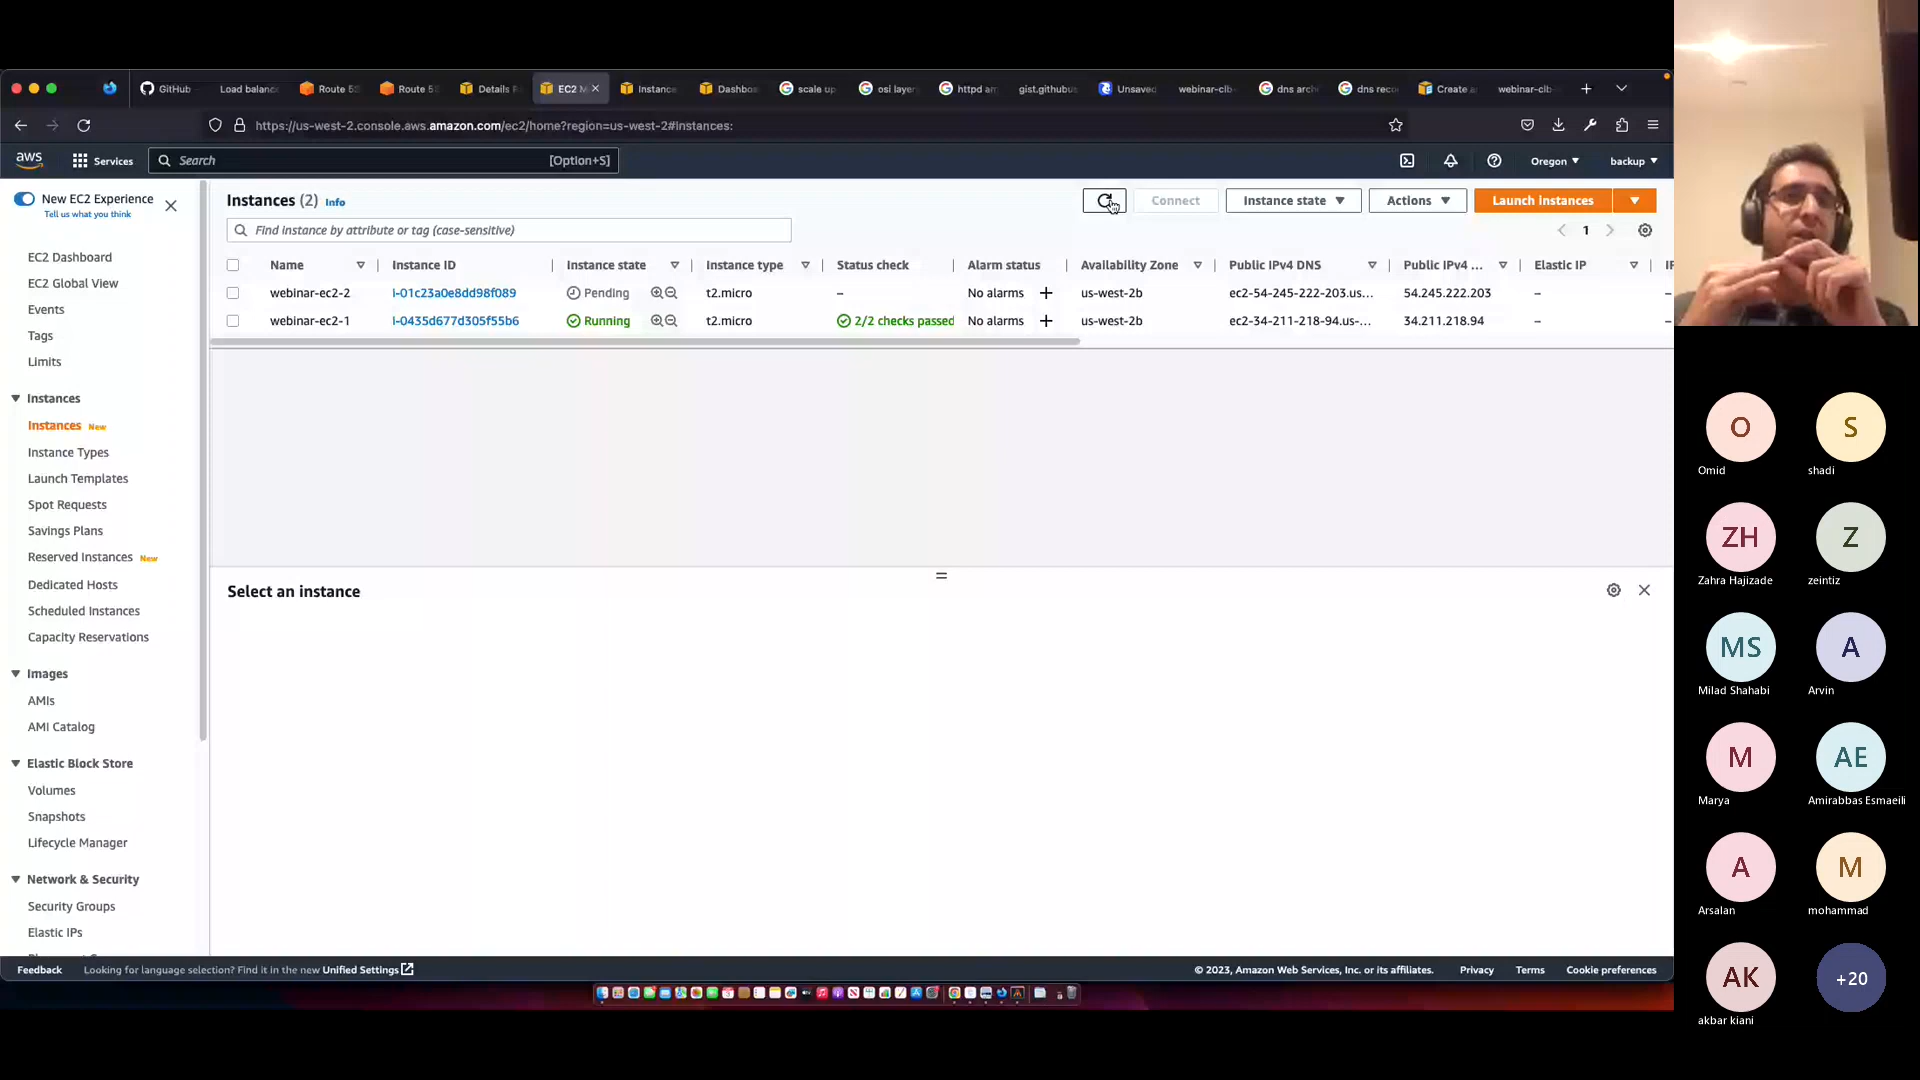 GitHub
Load balanc
Route 5
Route 5
Details
EC2 M
Instance
Dashbo
scale up
osi layer
httpd am
gist.githubus
Unsaved
webinar-clb-
dns arch
dns reco
Create a
webinar-clb-
https://us-west-2.console.aws.amazon.com/ec2/home?region=us-west-2#Instances:
aws
Services
Search
[Option+S]
Oregon
backup
New EC2 Experience
Tell us what you think
EC2 Dashboard
EC2 Global View
Events
Tags
Limits
Instances
Instances New
Instance Types
Launch Templates
Spot Requests
Savings Plans
Reserved Instances New
Dedicated Hosts
Scheduled Instances
Capacity Reservations
Images
AMIs
AMI Catalog
Elastic Block Store
Volumes
Snapshots
Lifecycle Manager
Network & Security
Security Groups
Elastic IPs
Instances (2) Info
Connect
Instance state
Actions
Launch instances
Find instance by attribute or tag (case-sensitive)
1
Name Instance ID Instance state Instance type Status check Alarm status Availability Zone Public IPv4 DNS Public IPv4 ... Elastic IP
webinar-ec2-2 i-01c23a0e8dd98f089 Pending t2.micro – No alarms + us-west-2b ec2-54-245-222-203.us... 54.245.222.203 – –
webinar-ec2-1 i-0435d677d305f55b6 Running t2.micro 2/2 checks passed No alarms + us-west-2b ec2-34-211-218-94.us-... 34.211.218.94 – –
Select an instance
Feedback
Looking for language selection? Find it in the new Unified Settings
© 2023, Amazon Web Services, Inc. or its affiliates.
Privacy
Terms
Cookie preferences
O
Omid
S
shadi
ZH
Zahra Hajizade
Z
zeintiz
MS
Milad Shahabi
A
Arvin
M
Marya
AE
Amirabbas Esmaeili
A
Arsalan
M
mohammad
AK
akbar kiani
+20